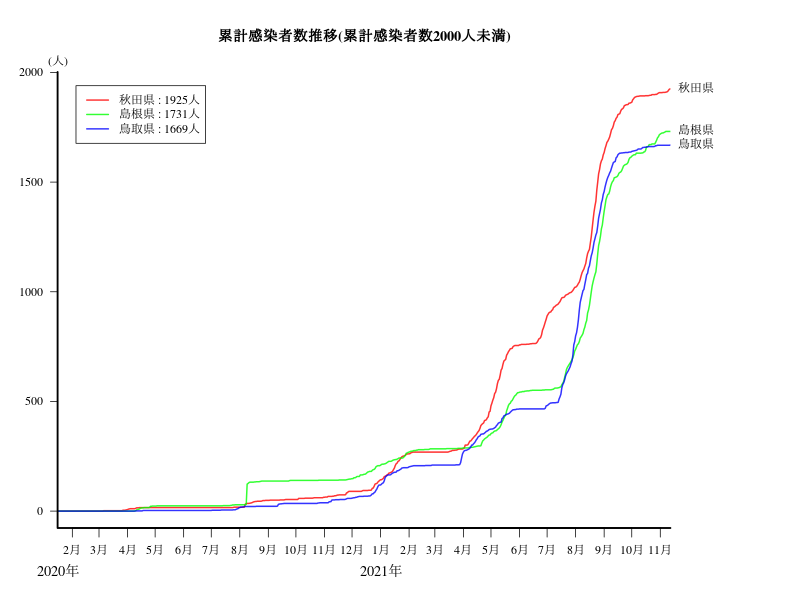 累計感染者数推移(累計感染者数2000人未満)
(人)
2000
1500
1000
500
0
秋田県 : 1925人
島根県 : 1731人
鳥取県 : 1669人
秋田県
島根県
鳥取県
2月 3月 4月 5月 6月 7月 8月 9月 10月 11月 12月 1月 2月 3月 4月 5月 6月 7月 8月 9月 10月 11月
2020年 2021年